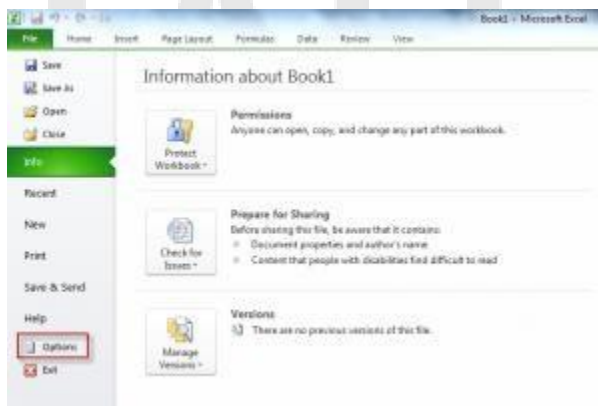 Book1 - Microsoft Excel
File Home Insert Page Layout Formulas Data Review View
Save
Save As
Open
Close
Info
Recent
New
Print
Save & Send
Help
Options
Exit
Information about Book1
Protect
Workbook
Permissions
Anyone can open, copy, and change any part of this workbook.
Check for
Issues
Prepare for Sharing
Before sharing this file, be aware that it contains:
Document properties and author's name
Content that people with disabilities find difficult to read
Manage
Versions
Versions
There are no previous versions of this file.